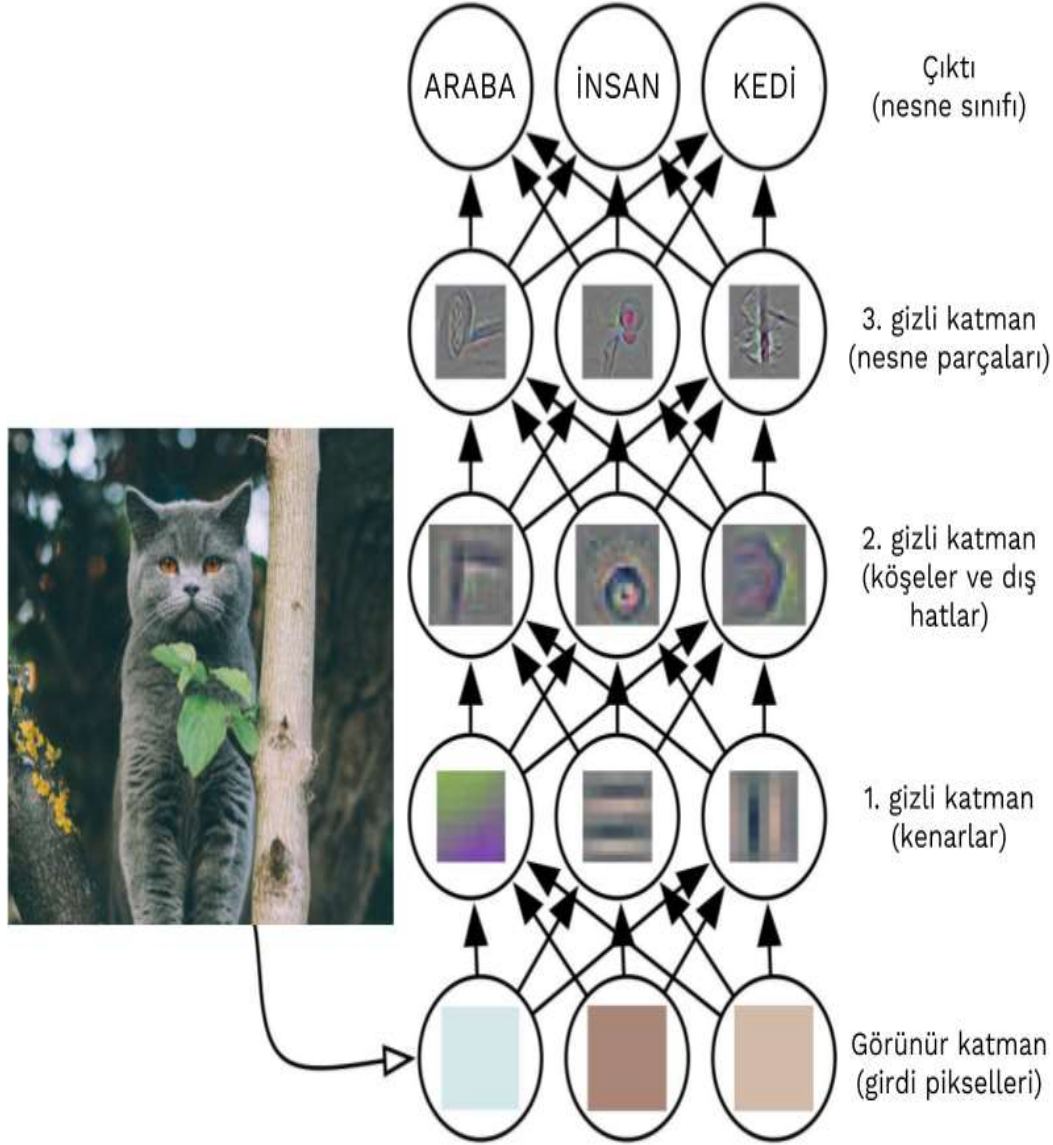 ARABA
İNSAN
KEDİ
Çıktı
(nesne sınıfı)
3. gizli katman
(nesne parçaları)
2. gizli katman
(köşeler ve dış
hatlar)
1. gizli katman
(kenarlar)
Görünür katman
(girdi pikselleri)